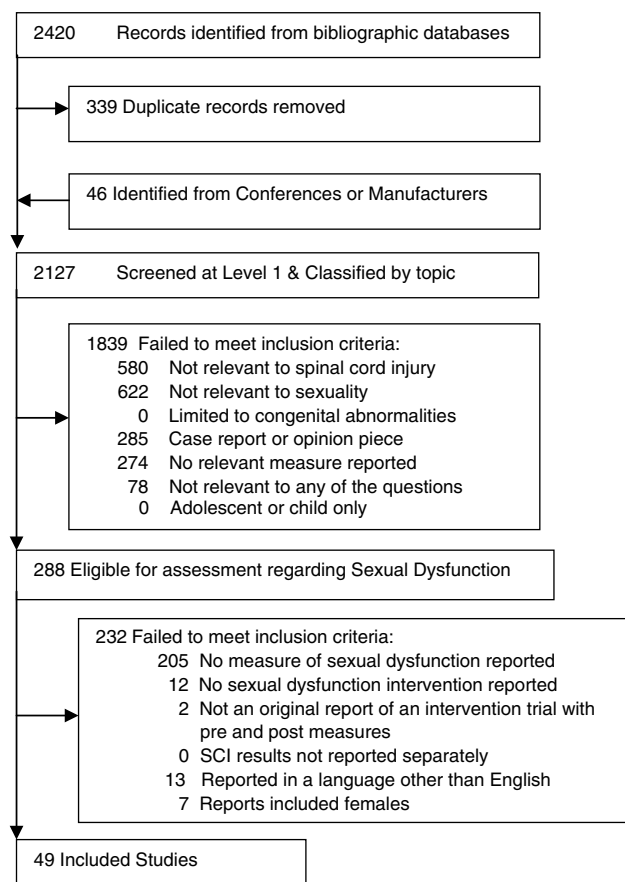 2420 Records identified from bibliographic databases
339 Duplicate records removed
46 Identified from Conferences or Manufacturers
2127 Screened at Level 1 & Classified by topic
1839 Failed to meet inclusion criteria:
580 Not relevant to spinal cord injury
622 Not relevant to sexuality
0 Limited to congenital abnormalities
285 Case report or opinion piece
274 No relevant measure reported
78 Not relevant to any of the questions
0 Adolescent or child only
288 Eligible for assessment regarding Sexual Dysfunction
232 Failed to meet inclusion criteria:
205 No measure of sexual dysfunction reported
12 No sexual dysfunction intervention reported
2 Not an original report of an intervention trial with
pre and post measures
0 SCI results not reported separately
13 Reported in a language other than English
7 Reports included females
49 Included Studies